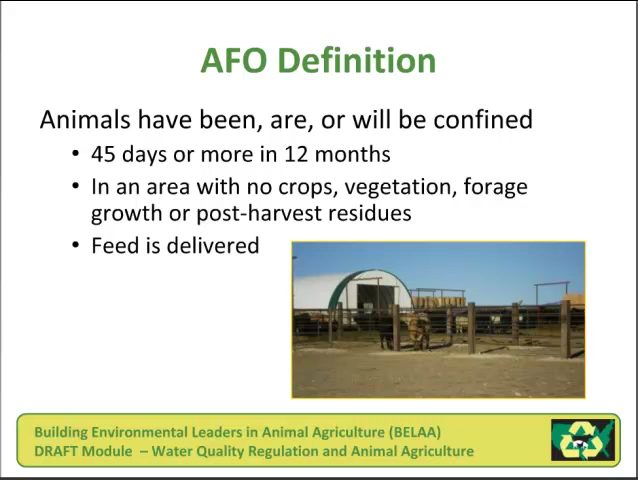 AFO Definition
Animals have been, are, or will be confined
• 45 days or more in 12 months
• In an area with no crops, vegetation, forage
growth or post-harvest residues
• Feed is delivered
Building Environmental Leaders in Animal Agriculture (BELAA)
DRAFT Module – Water Quality Regulation and Animal Agriculture